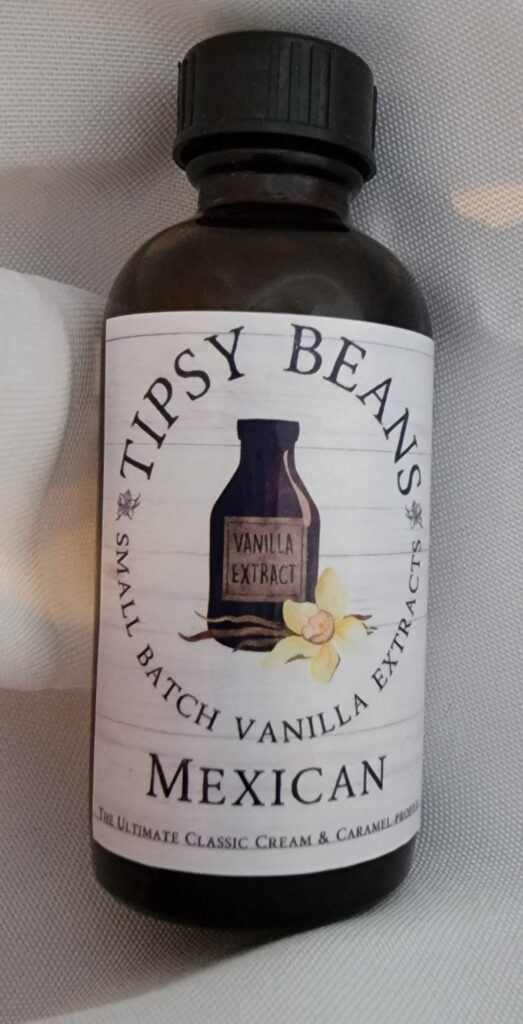 TIPSY BEANS
VANILLA
EXTRACT
SMALL BATCH VANILLA EXTRACTS
MEXICAN
THE ULTIMATE CLASSIC CREAM & CARAMEL PROFILE